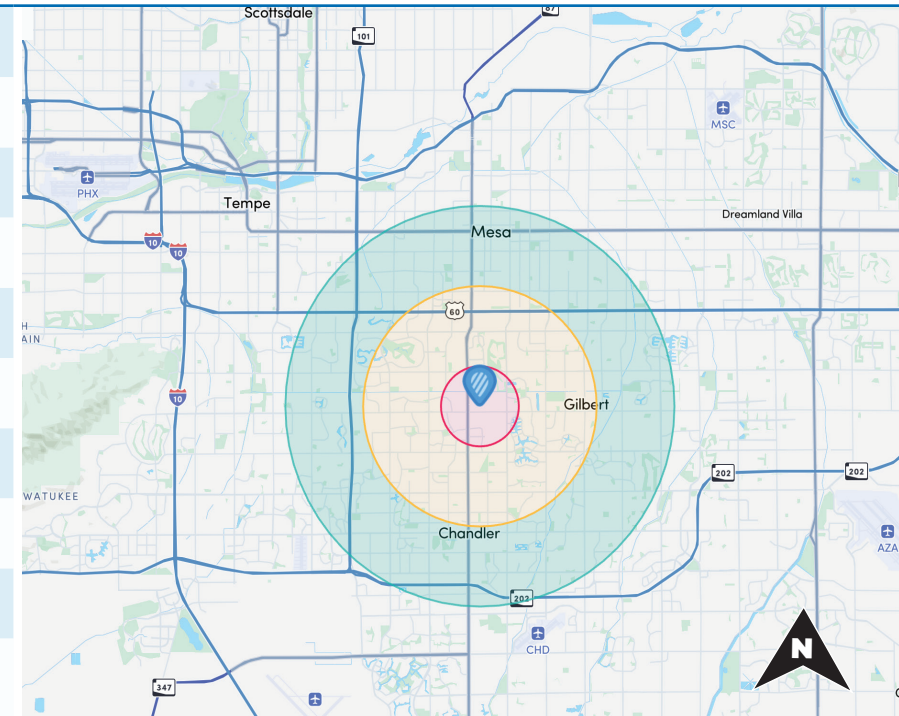 Scottsdale
87
101
MSC
PHX
Tempe
Dreamland Villa
Mesa
10
10
60
AIN
10
Gilbert
202
202
WATUKEE
Chandler
AZA
202
CHD
N
347